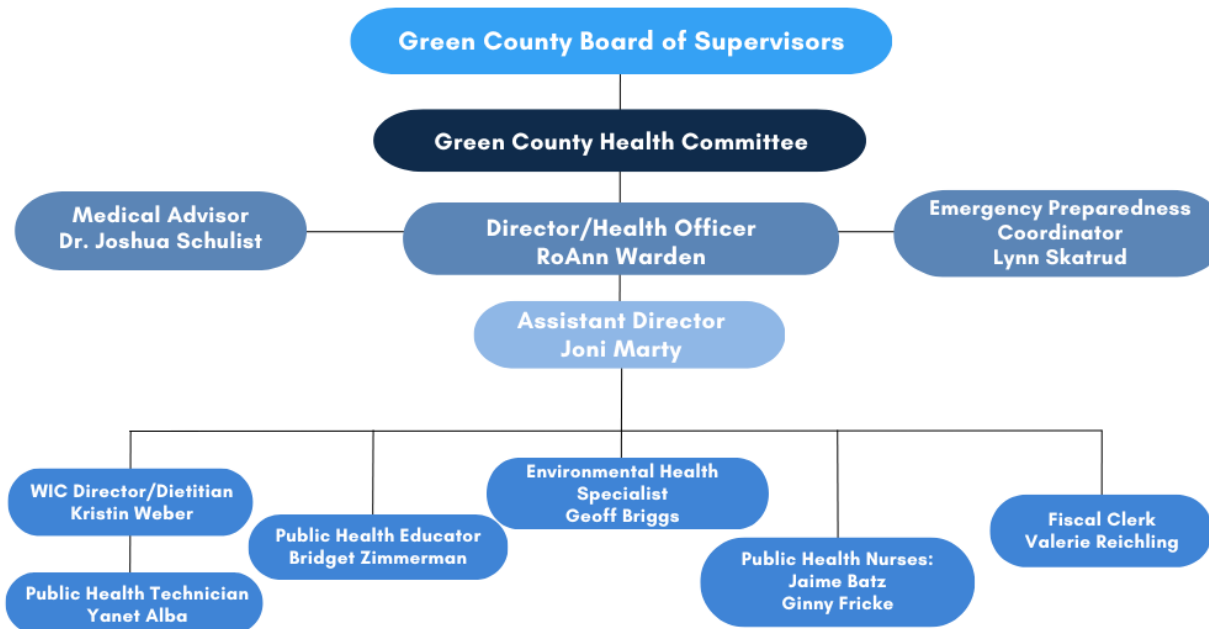 Green County Board of Supervisors
Green County Health Committee
Medical Advisor
Dr. Joshua Schulist
Director/Health Officer
RoAnn Warden
Emergency Preparedness
Coordinator
Lynn Skatrud
Assistant Director
Joni Marty
WIC Director/Dietitian
Kristin Weber
Public Health Technician
Yanet Alba
Public Health Educator
Bridget Zimmerman
Environmental Health
Specialist
Geoff Briggs
Public Health Nurses:
Jaime Batz
Ginny Fricke
Fiscal Clerk
Valerie Reichling